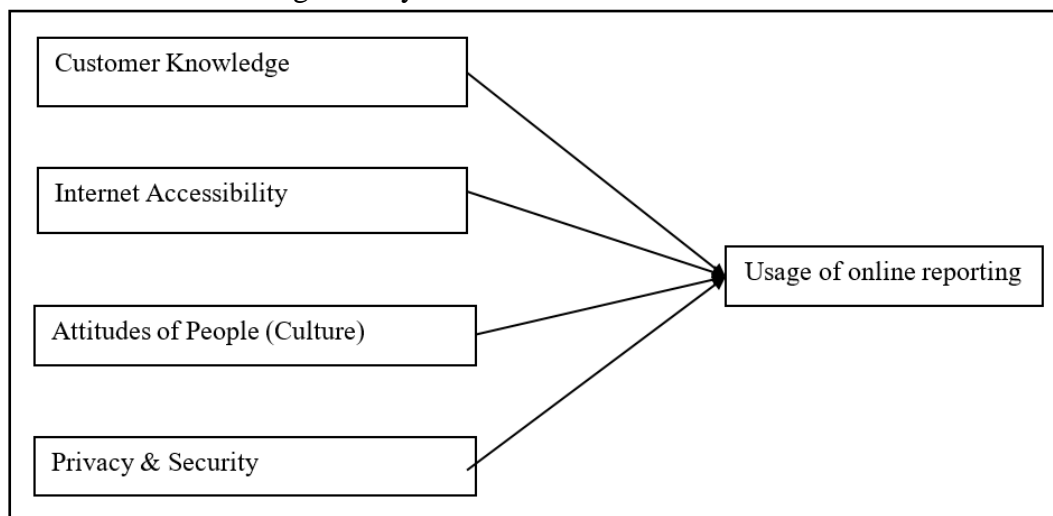 Customer Knowledge
Internet Accessibility
Usage of online reporting
Attitudes of People (Culture)
Privacy & Security